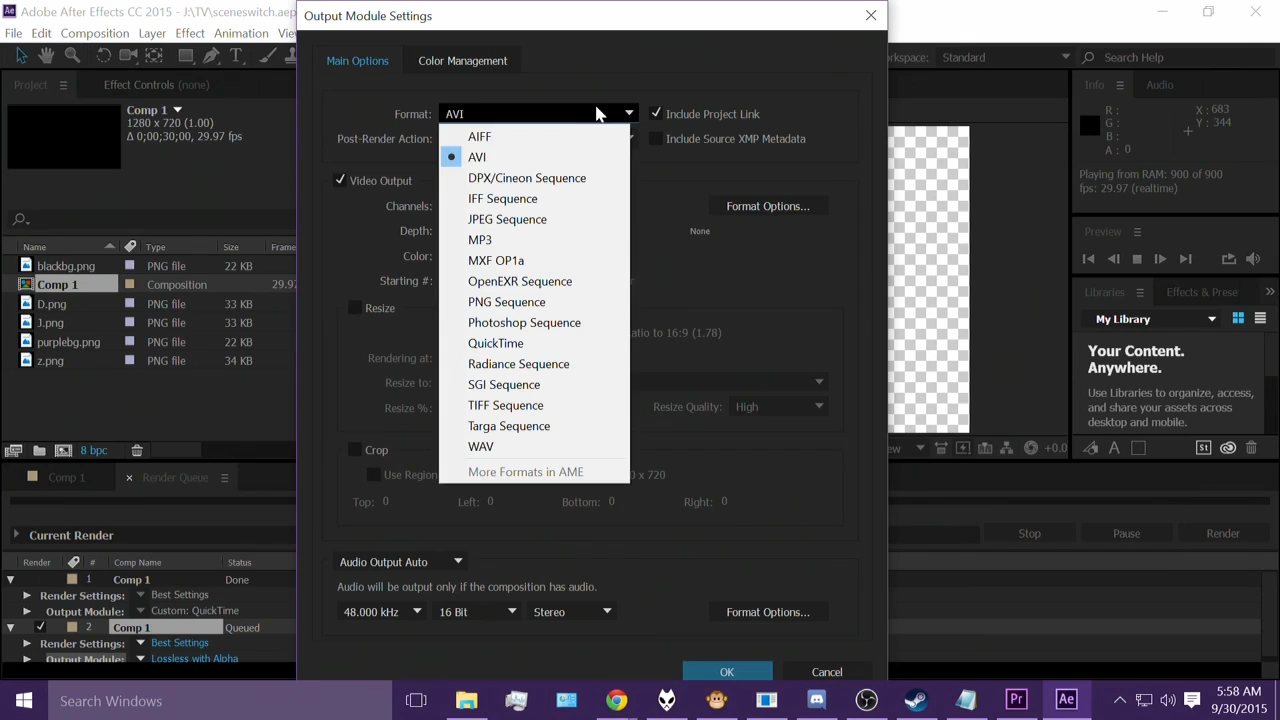 Ae Adobe After Effects CC 2015 - J:\TV\sceneswitch.aep
Output Module Settings
File Edit Composition Layer Effect Animation
Workspace: Standard Search Help
Main Options Color Management
Project Effect Controls (none)
Info Audio
Comp 1
1280 x 720 (1.00)
Δ 0;00;30;00, 29.97 fps
Format: AVI Include Project Link
Post-Render Action: Include Source XMP Metadata
R: X: 683
G: Y: 344
B:
A: 0
AIFF
AVI
Playing from RAM: 900 of 900
fps: 29.97 (realtime)
Video Output
DPX/Cineon Sequence
IFF Sequence
JPEG Sequence
MP3
MXF OP1a
OpenEXR Sequence
PNG Sequence
Photoshop Sequence
QuickTime
Radiance Sequence
SGI Sequence
TIFF Sequence
Targa Sequence
WAV
More Formats in AME
Channels: Format Options...
Depth: None
Color:
Starting #:
Preview
Name Type Size Frame
blackbg.png PNG file 22 KB
Comp 1 Composition 29.97
D.png PNG file 33 KB
J.png PNG file 33 KB
purplebg.png PNG file 22 KB
z.png PNG file 34 KB
Resize ratio to 16:9 (1.78)
Rendering at:
Resize to:
Resize %: Resize Quality: High
Libraries Effects & Prese
My Library
Your Content.
Anywhere.
Use Libraries to organize, access,
and share your assets across
desktop and mobile.
8 bpc
+0.0
St
Crop
Use Region x 720
Top: 0 Left: 0 Bottom: 0 Right: 0
Comp 1 Render Queue
Current Render Stop Pause Render
Render # Comp Name Status
1 Comp 1 Done
Render Settings: Best Settings
Output Module: Custom: QuickTime
2 Comp 1 Queued
Render Settings: Best Settings
Output Module: Lossless with Alpha
Audio Output Auto
Audio will be output only if the composition has audio.
48.000 kHz 16 Bit Stereo Format Options...
OK Cancel
Search Windows
Pr Ae
5:58 AM
9/30/2015